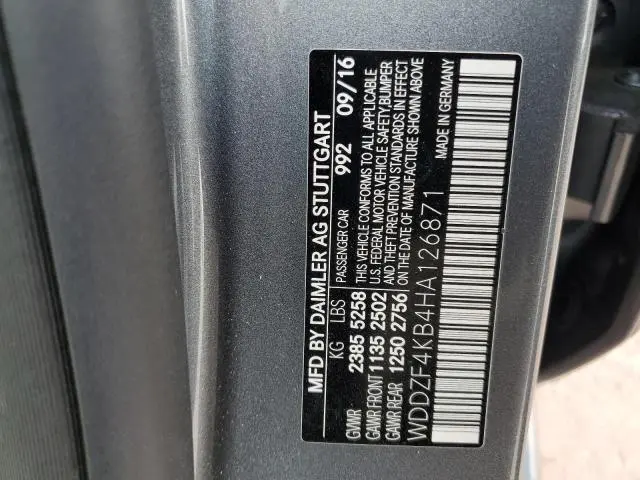 MFD BY DAIMLER AG STUTTGART
KG LBS PASSENGER CAR 992 09/16
GVWR 2385 5258 THIS VEHICLE CONFORMS TO ALL APPLICABLE
GAWR FRONT 1135 2502 U.S. FEDERAL MOTOR VEHICLE SAFETY,BUMPER
GAWR REAR 1250 2756 AND THEFT PREVENTION STANDARDS IN EFFECT
ON THE DATE OF MANUFACTURE SHOWN ABOVE
WDDZF4KB4HA126871 MADE IN GERMANY